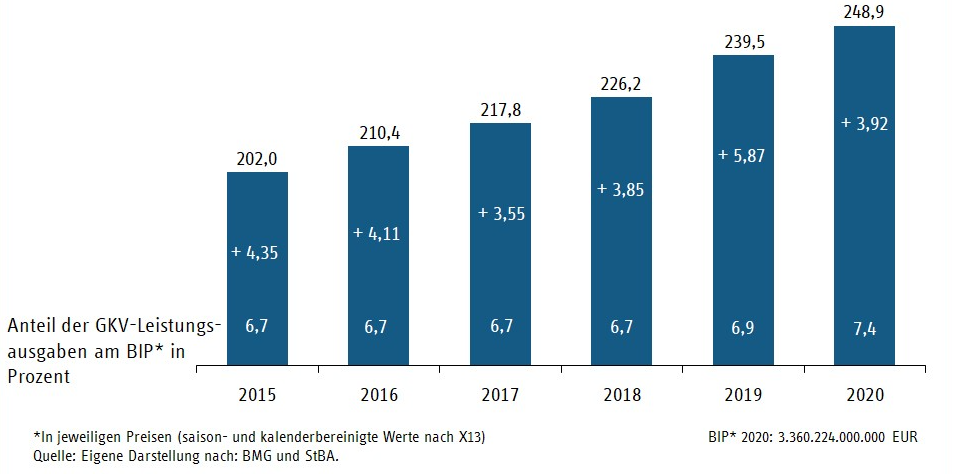 248,9
239,5
226,2
217,8
210,4
202,0
+ 3,92
+ 5,87
+ 3,85
+ 3,55
+ 4,11
+ 4,35
Anteil der GKV-Leistungs-
ausgaben am BIP* in
Prozent
6,7 6,7 6,7 6,7 6,9 7,4
2015 2016 2017 2018 2019 2020
*In jeweiligen Preisen (saison- und kalenderbereinigte Werte nach X13)
BIP* 2020: 3.360.224.000.000 EUR
Quelle: Eigene Darstellung nach: BMG und StBA.